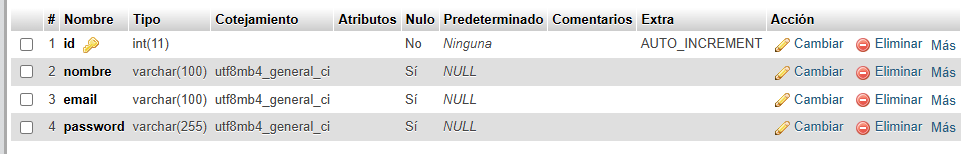 # Nombre Tipo Cotejamiento Atributos Nulo Predeterminado Comentarios Extra Acción
1 id int(11) No Ninguna AUTO_INCREMENT Cambiar Eliminar Más
2 nombre varchar(100) utf8mb4_general_ci Sí NULL Cambiar Eliminar Más
3 email varchar(100) utf8mb4_general_ci Sí NULL Cambiar Eliminar Más
4 password varchar(255) utf8mb4_general_ci Sí NULL Cambiar Eliminar Más